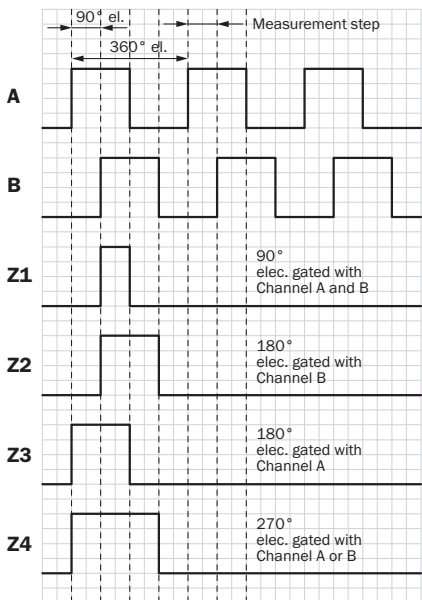 90° el.
Measurement step
360° el.
A
B
Z1
90°
elec. gated with
Channel A and B
Z2
180°
elec. gated with
Channel B
Z3
180°
elec. gated with
Channel A
Z4
270°
elec. gated with
Channel A or B